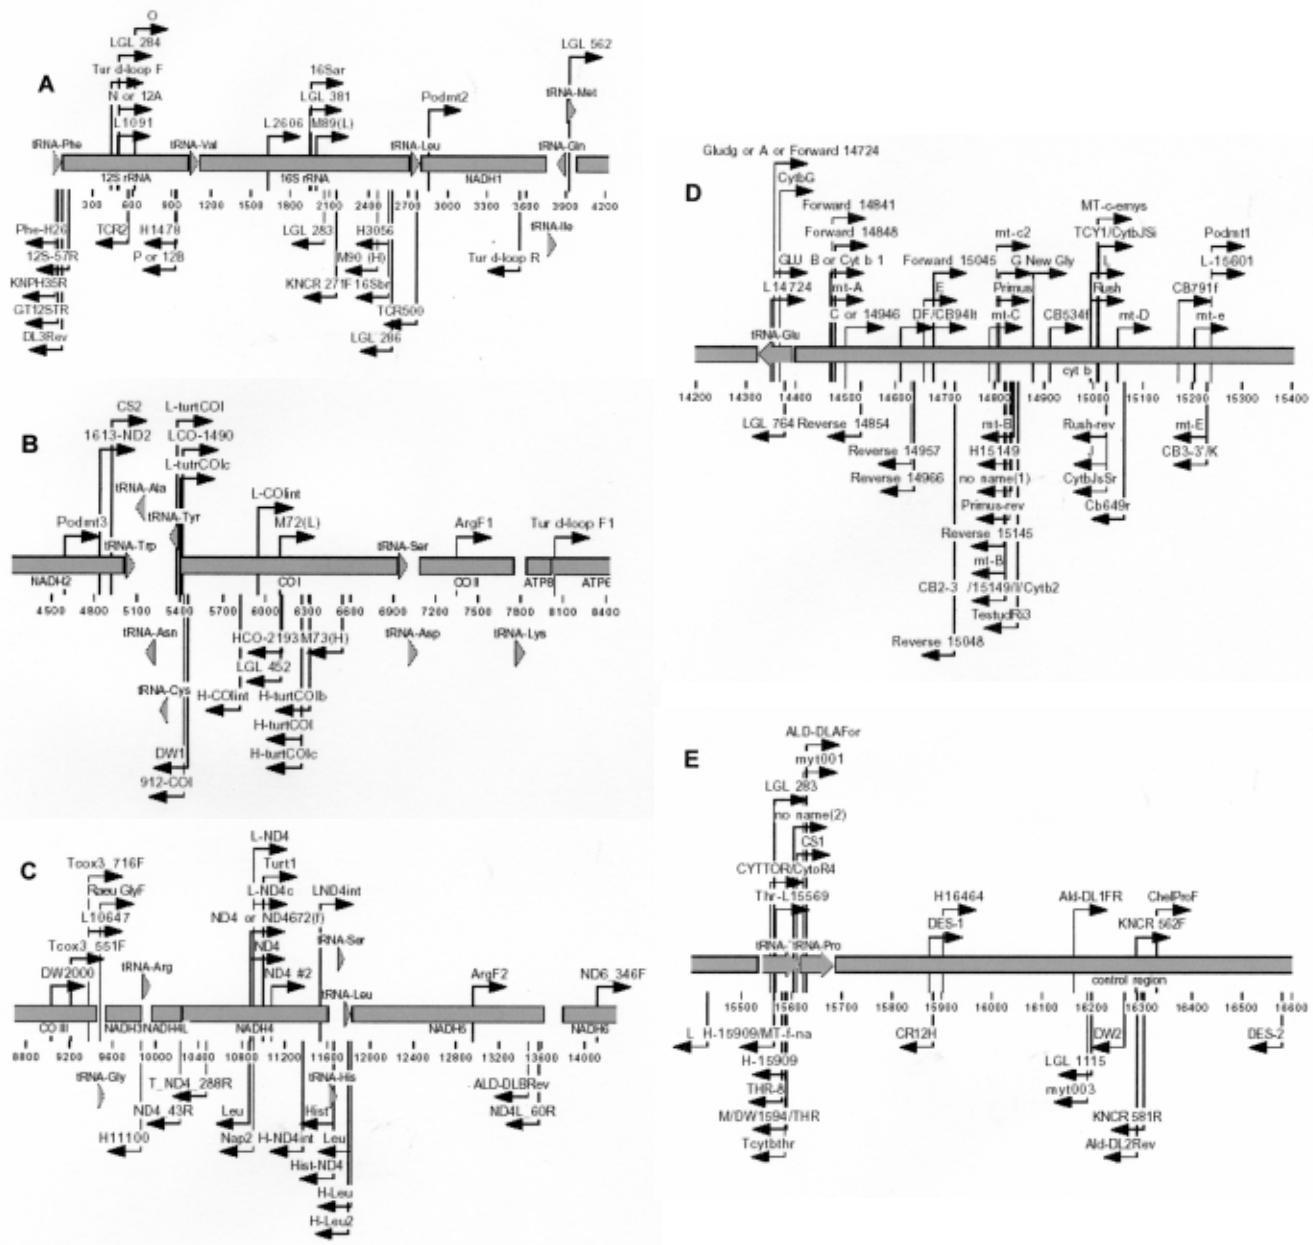 A
O
LGL 284
Tur d-loop F
N or 12A
L1091
LGL 562
16Sar
LGL 381
L2606
M89(L)
Podmt2
tRNA-Met
tRNA-Phe
tRNA-Val
tRNA-Leu
tRNA-Gln
12S rRNA
16S rRNA
NADH1
300 600 900 1200 1500 1800 2100 2400 2700 3000 3300 3600 3900 4200
Phe-H26
TCR2
H1478
LGL 283
H3056
tRNA-Ile
12S-57R
P or 12B
M90 (H)
Tur d-loop R
KNPH35R
KNCR 271F
16Sbr
GT12STR
TCR500
DL3Rev
LGL 286
B
CS2
L-turtCOI
1613-ND2
LCO-1490
L-tutrCOIc
tRNA-Ala
L-COIint
tRNA-Tyr
Podmt3
M72(L)
ArgF1
Tur d-loop F1
tRNA-Trp
tRNA-Ser
NADH2
CO I
CO II
ATP8
ATP6
4500 4800 5100 5400 5700 6000 6300 6600 6900 7200 7500 7800 8100 8400
tRNA-Asn
HCO-2193
M73(H)
tRNA-Asp
tRNA-Lys
LGL 452
tRNA-Cys
H-COIint
H-turtCOIb
H-turtCOI
DW1
H-turtCOIc
912-COI
C
L-ND4
Tcox3_716F
Turt1
Raeu GlyF
L-ND4c
LND4int
L10647
ND4 or ND4672(f)
Tcox3_551F
ND4
tRNA-Ser
DW2000
tRNA-Arg
ND4 #2
tRNA-Leu
ArgF2
ND6_346F
CO III
NADH3
NADH4L
NADH4
NADH5
NADH6
8800 9200 9600 10000 10400 10800 11200 11600 12000 12400 12800 13200 13600 14000
tRNA-Gly
T_ND4_288R
tRNA-His
ALD-DLBRev
ND4_43R
Leu
Hist
ND4L_60R
H11100
Nap2
H-ND4int
Leu
Hist-ND4
H-Leu
H-Leu2
D
Gludg or A or Forward 14724
CytbG
Forward 14841
MT-c-emys
Forward 14848
mt-c2
TCY1/CytbJSi
Podmt1
GLU
B or Cyt b 1
Forward 15045
G
New Gly
L
L-15601
L14724
mt-A
E
Primus
Rush
CB791f
C or 14946
DF/CB94lt
mt-C
CB534f
mt-D
mt-e
tRNA-Glu
cyt b
14200 14300 14400 14500 14600 14700 14800 14900 15000 15100 15200 15300 15400
LGL 764
Reverse 14854
mt-B
Rush-rev
mt-E
Reverse 14957
H15149
J
CB3-3'/K
Reverse 14966
no name(1)
CytbJsSr
Primus-rev
Cb649r
Reverse 15145
mt-B
CB2-3
/15149/I/Cytb2
TestudRi3
Reverse 15048
E
ALD-DLAFor
myt001
LGL 283
no name(2)
CS1
CYTTOR/CytoR4
Thr-L15569
H16464
Ald-DL1FR
ChelProF
DES-1
KNCR 562F
tRNA-
tRNA-Pro
control region
15500 15600 15700 15800 15900 16000 16100 16200 16300 16400 16500 16600
L
H-15909/MT-f-na
CR12H
DW2
DES-2
H-15909
LGL 1115
THR-8
myt003
M/DW1594/THR
KNCR 581R
Tcytbthr
Ald-DL2Rev